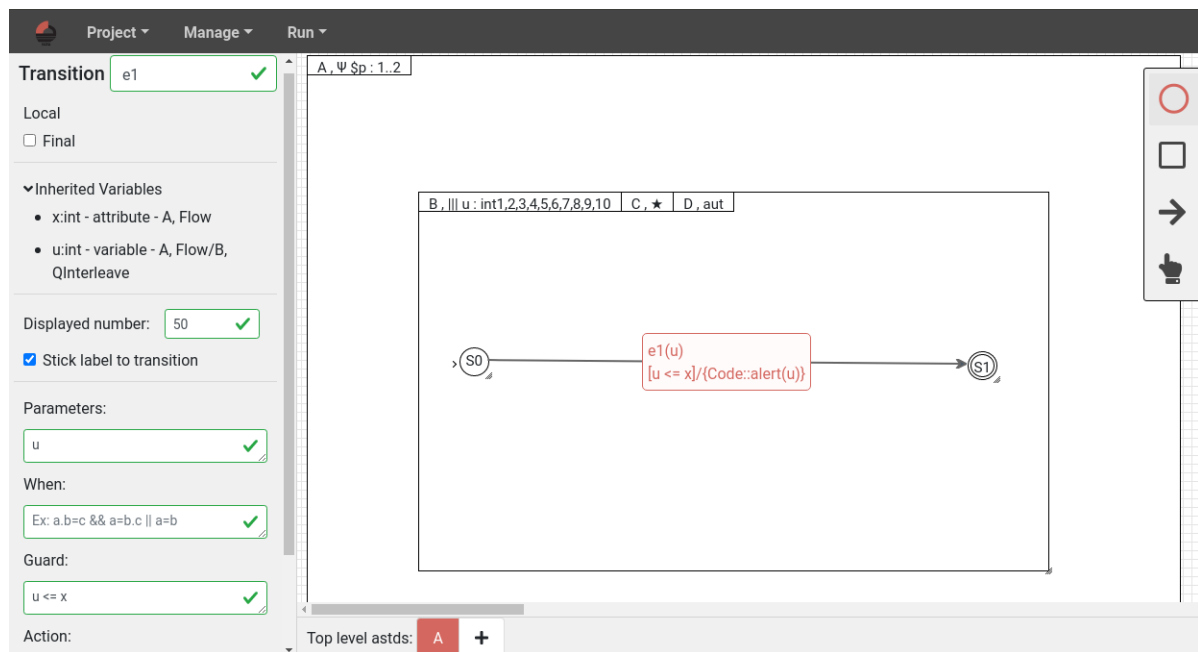 Project Manage Run
Transition e1
Local
Final
Inherited Variables
x:int - attribute - A, Flow
u:int - variable - A, Flow/B,
QInterleave
Displayed number: 50
Stick label to transition
Parameters:
u
When:
Ex: a.b=c && a=b.c || a=b
Guard:
u <= x
Action:
A , Ψ $p : 1..2
B , ||| u : int1,2,3,4,5,6,7,8,9,10 C , ★ D , aut
S0
e1(u)
[u <= x]/{Code::alert(u)}
S1
Top level astds: A +